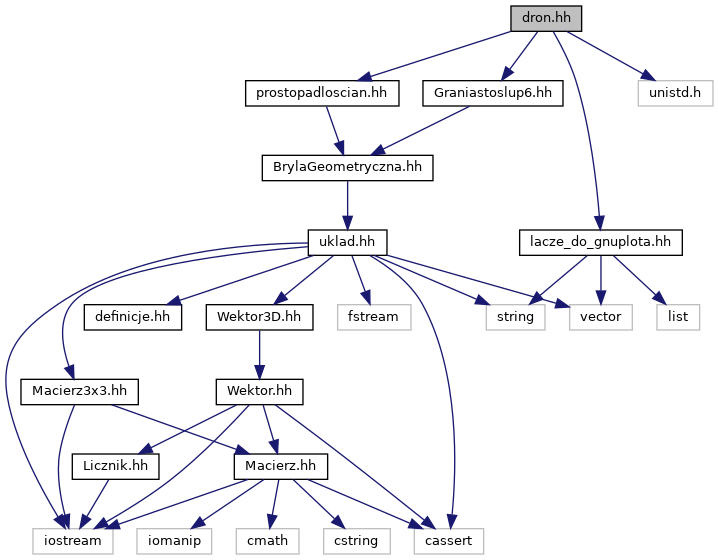 dron.hh
prostopadloscian.hh
Graniastoslup6.hh
unistd.h
BrylaGeometryczna.hh
uklad.hh
lacze_do_gnuplota.hh
definicje.hh
Wektor3D.hh
fstream
string
vector
list
Macierz3x3.hh
Wektor.hh
Licznik.hh
Macierz.hh
iostream
iomanip
cmath
cstring
cassert